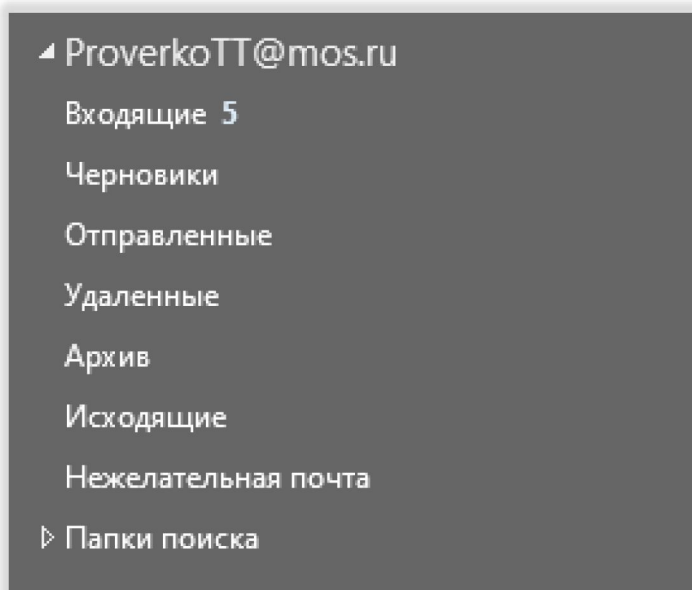 ProverkoTT@mos.ru
Входящие 5
Черновики
Отправленные
Удаленные
Архив
Исходящие
Нежелательная почта
Папки поиска